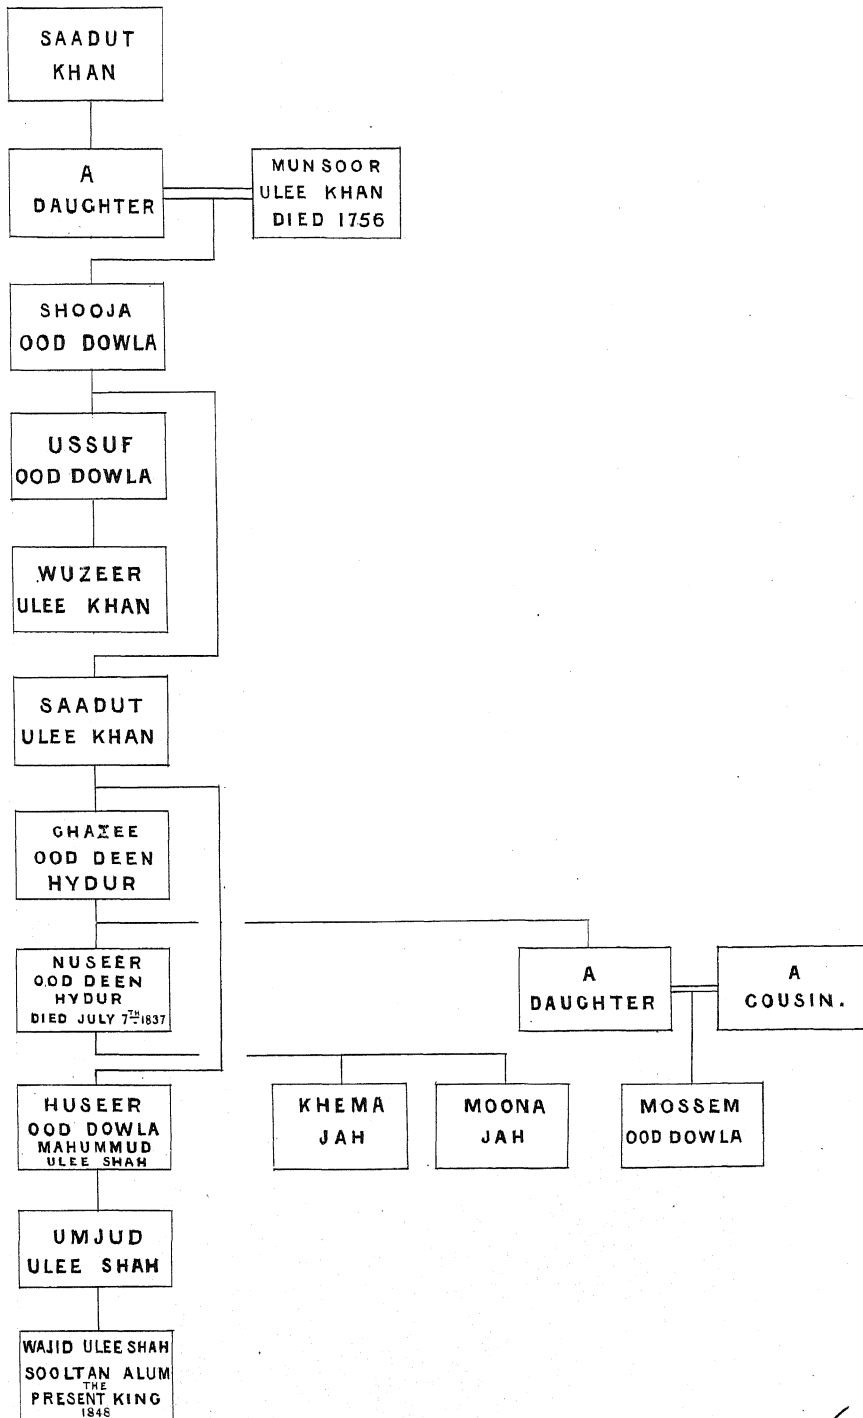 SAADUT
KHAN
A
DAUGHTER
MUNSOOR
ULEE KHAN
DIED 1756
SHOOJA
OOD DOWLA
USSUF
OOD DOWLA
WUZEER
ULEE KHAN
SAADUT
ULEE KHAN
GHAZEE
OOD DEEN
HYDUR
NUSEER
OOD DEEN
HYDUR
DIED JULY 7TH 1837
A
DAUGHTER
A
COUSIN.
HUSEER
OOD DOWLA
MAHUMMUD
ULEE SHAH
KHEMA
JAH
MOONA
JAH
MOSSEM
OOD DOWLA
UMJUD
ULEE SHAH
WAJID ULEE SHAH
SOOLTAN ALUM
THE
PRESENT KING
1848